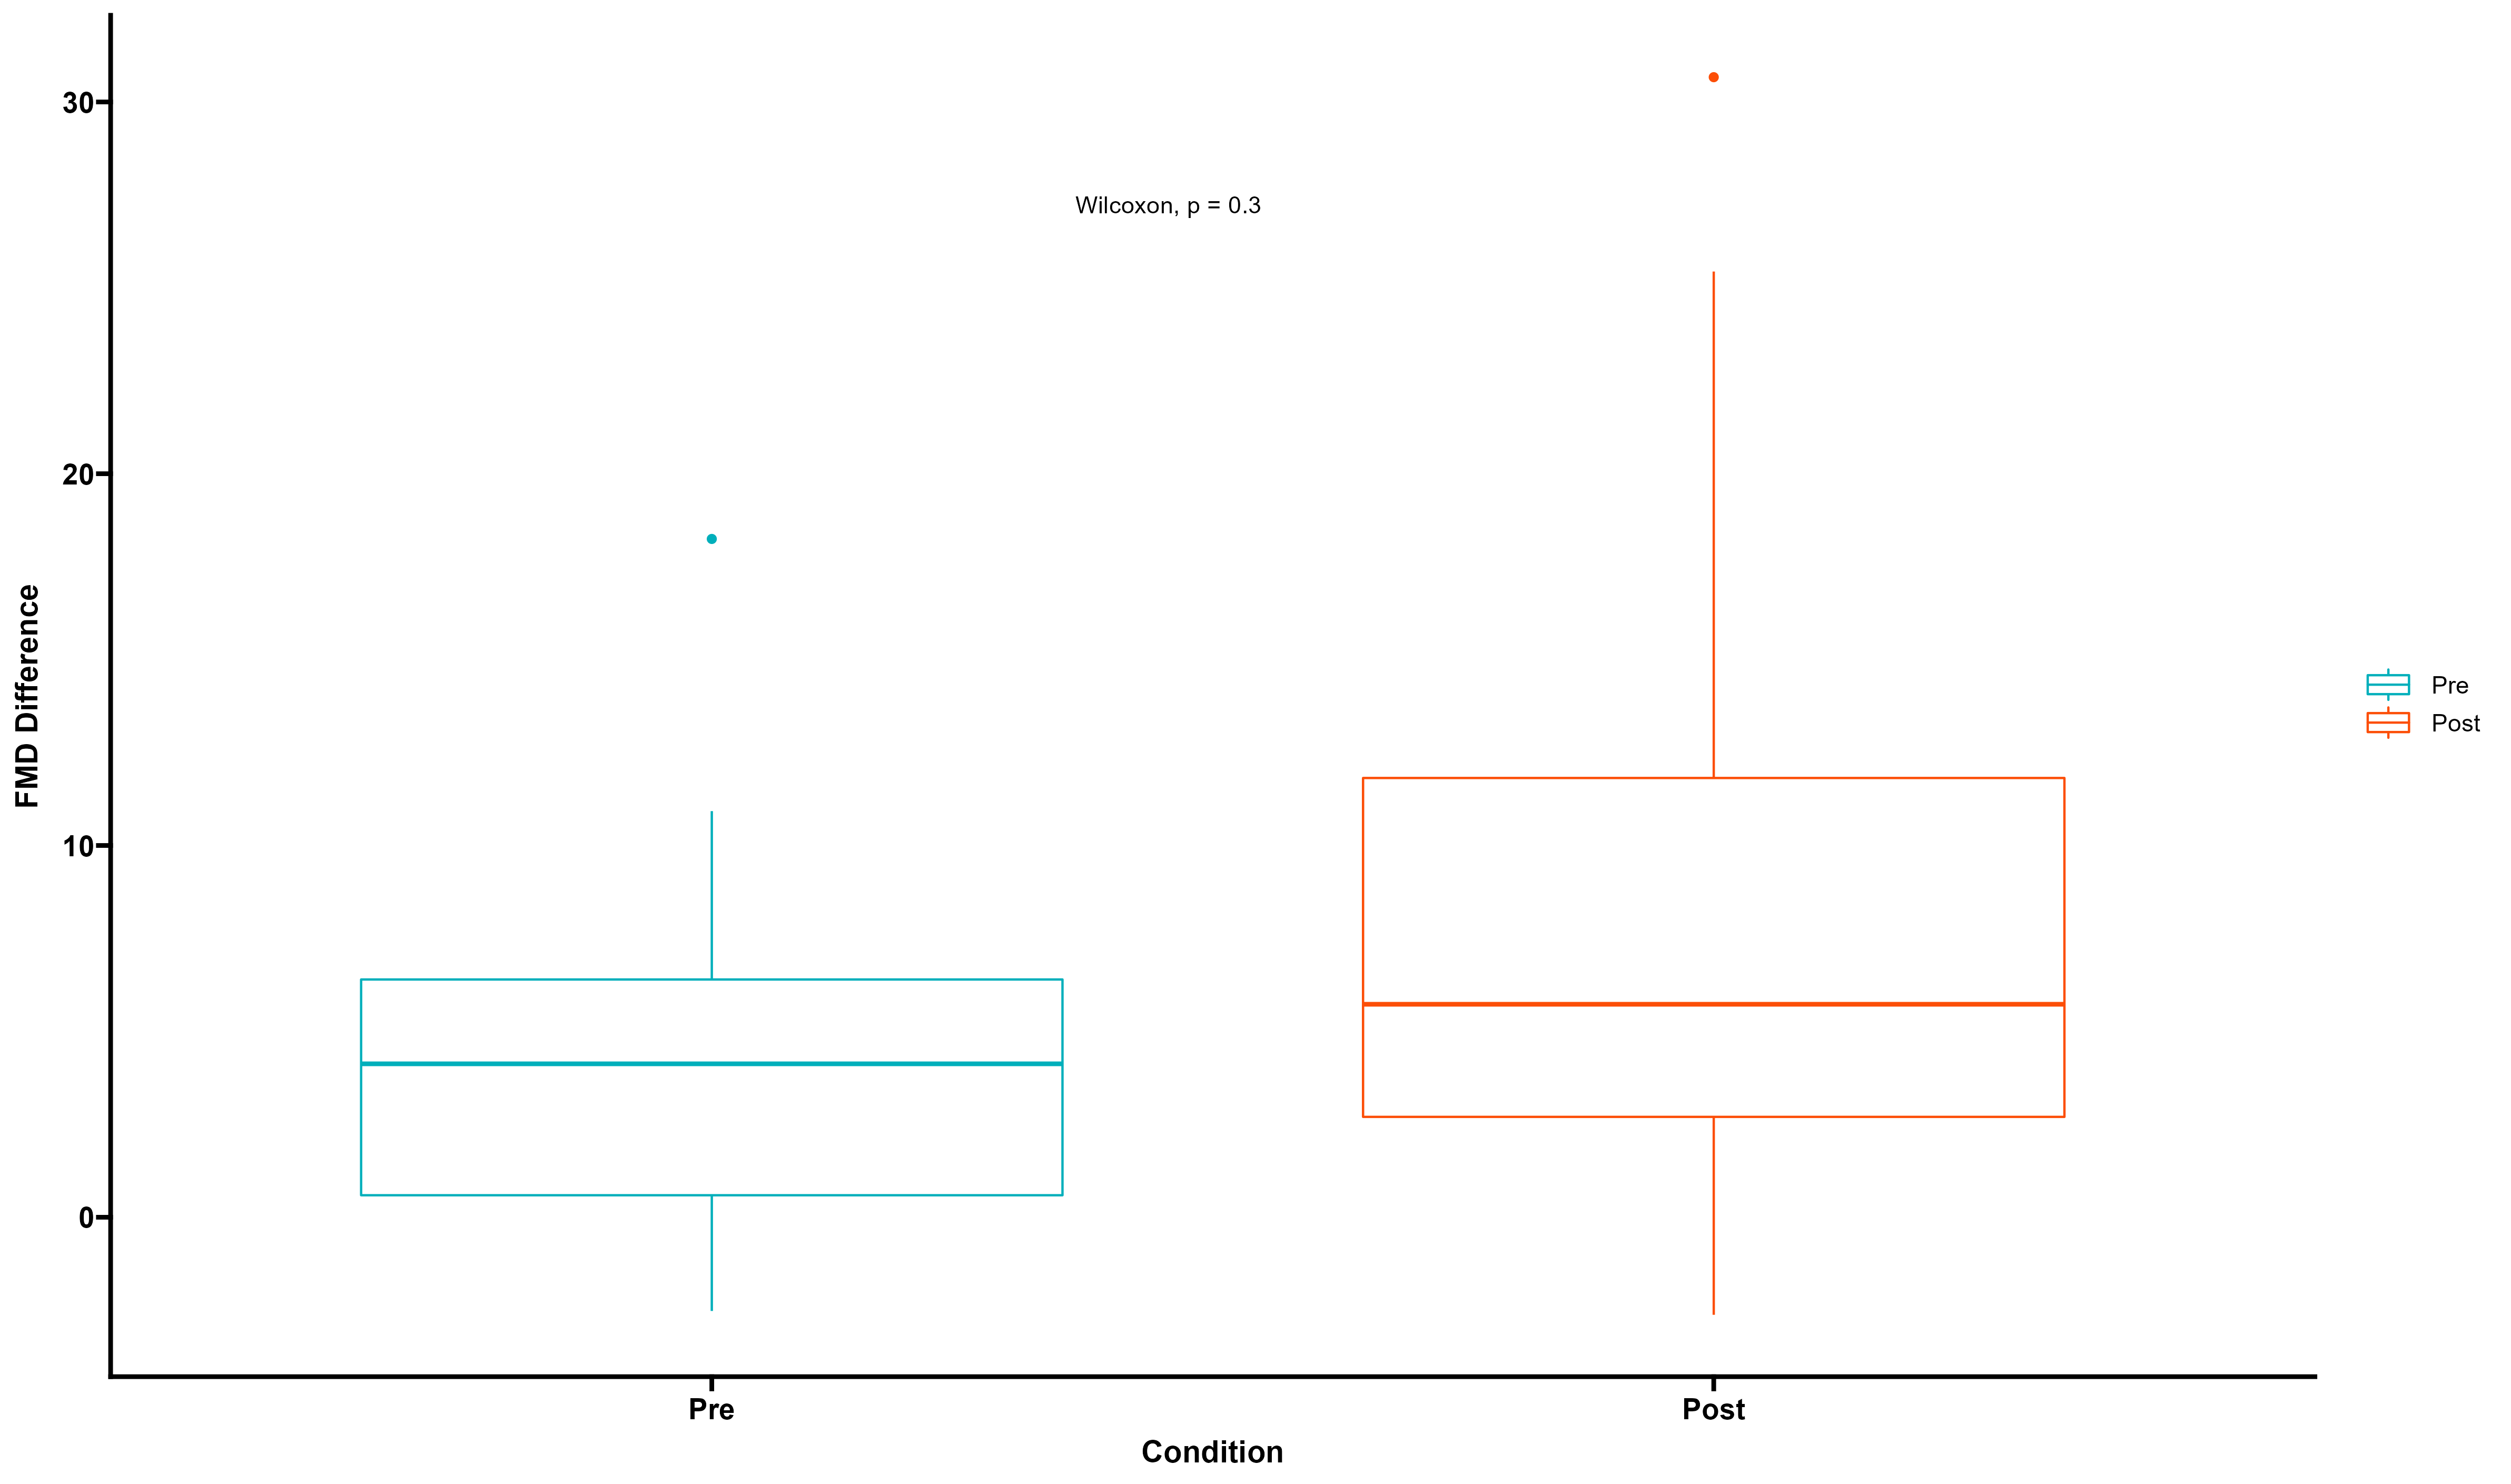 30
Wilcoxon, p = 0.3
20
FMD Difference
Pre
Post
10
0
Pre
Post
Condition